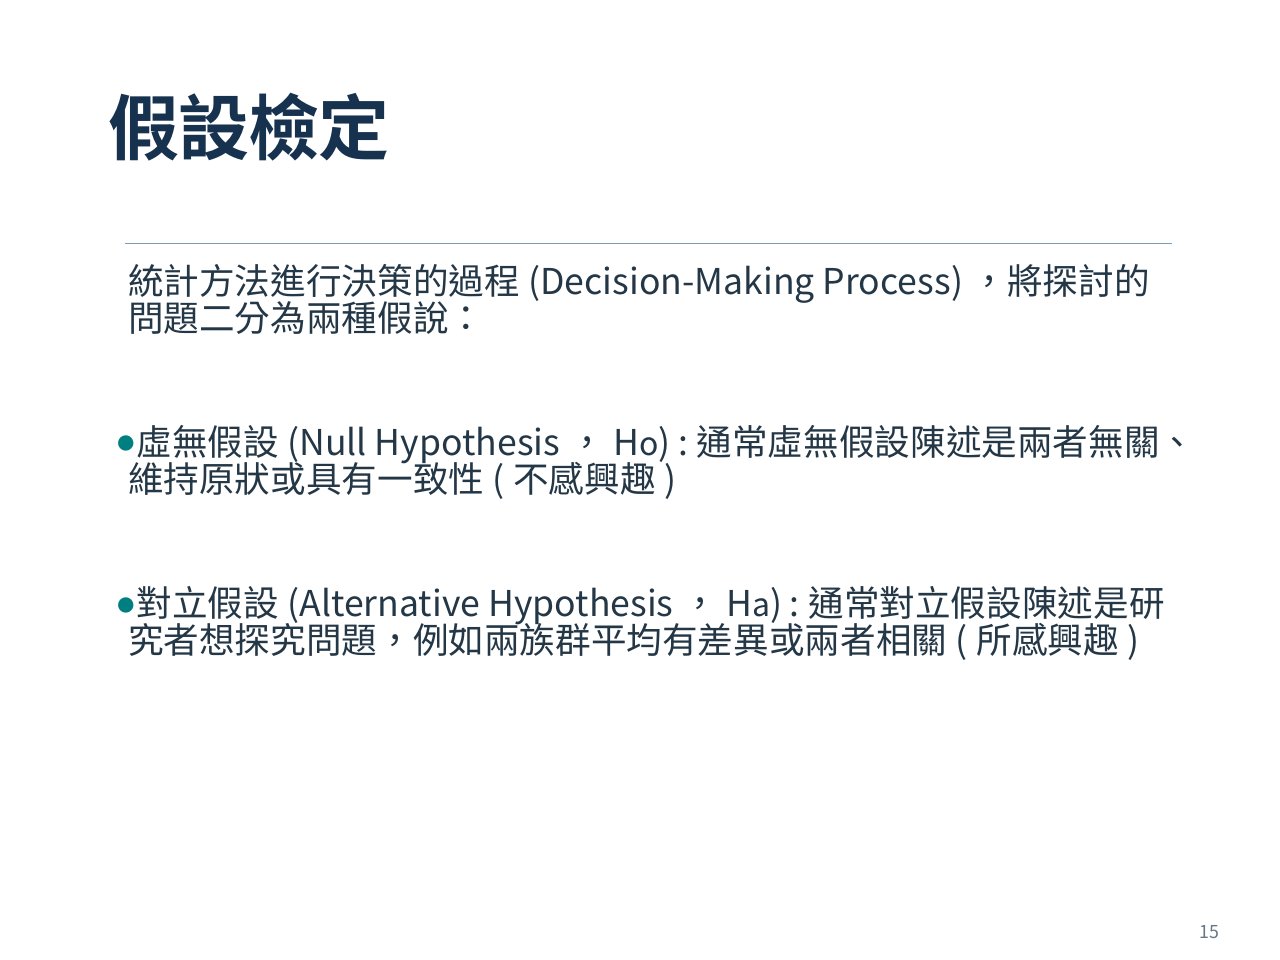 假設檢定
統計方法進行決策的過程 (Decision-Making Process) ，將探討的
問題二分為兩種假說：
●虛無假設 (Null Hypothesis ， Ho) : 通常虛無假設陳述是兩者無關、
維持原狀或具有一致性 ( 不感興趣 )
●對立假設 (Alternative Hypothesis ， Ha) : 通常對立假設陳述是研
究者想探究問題，例如兩族群平均有差異或兩者相關 ( 所感興趣 )
15